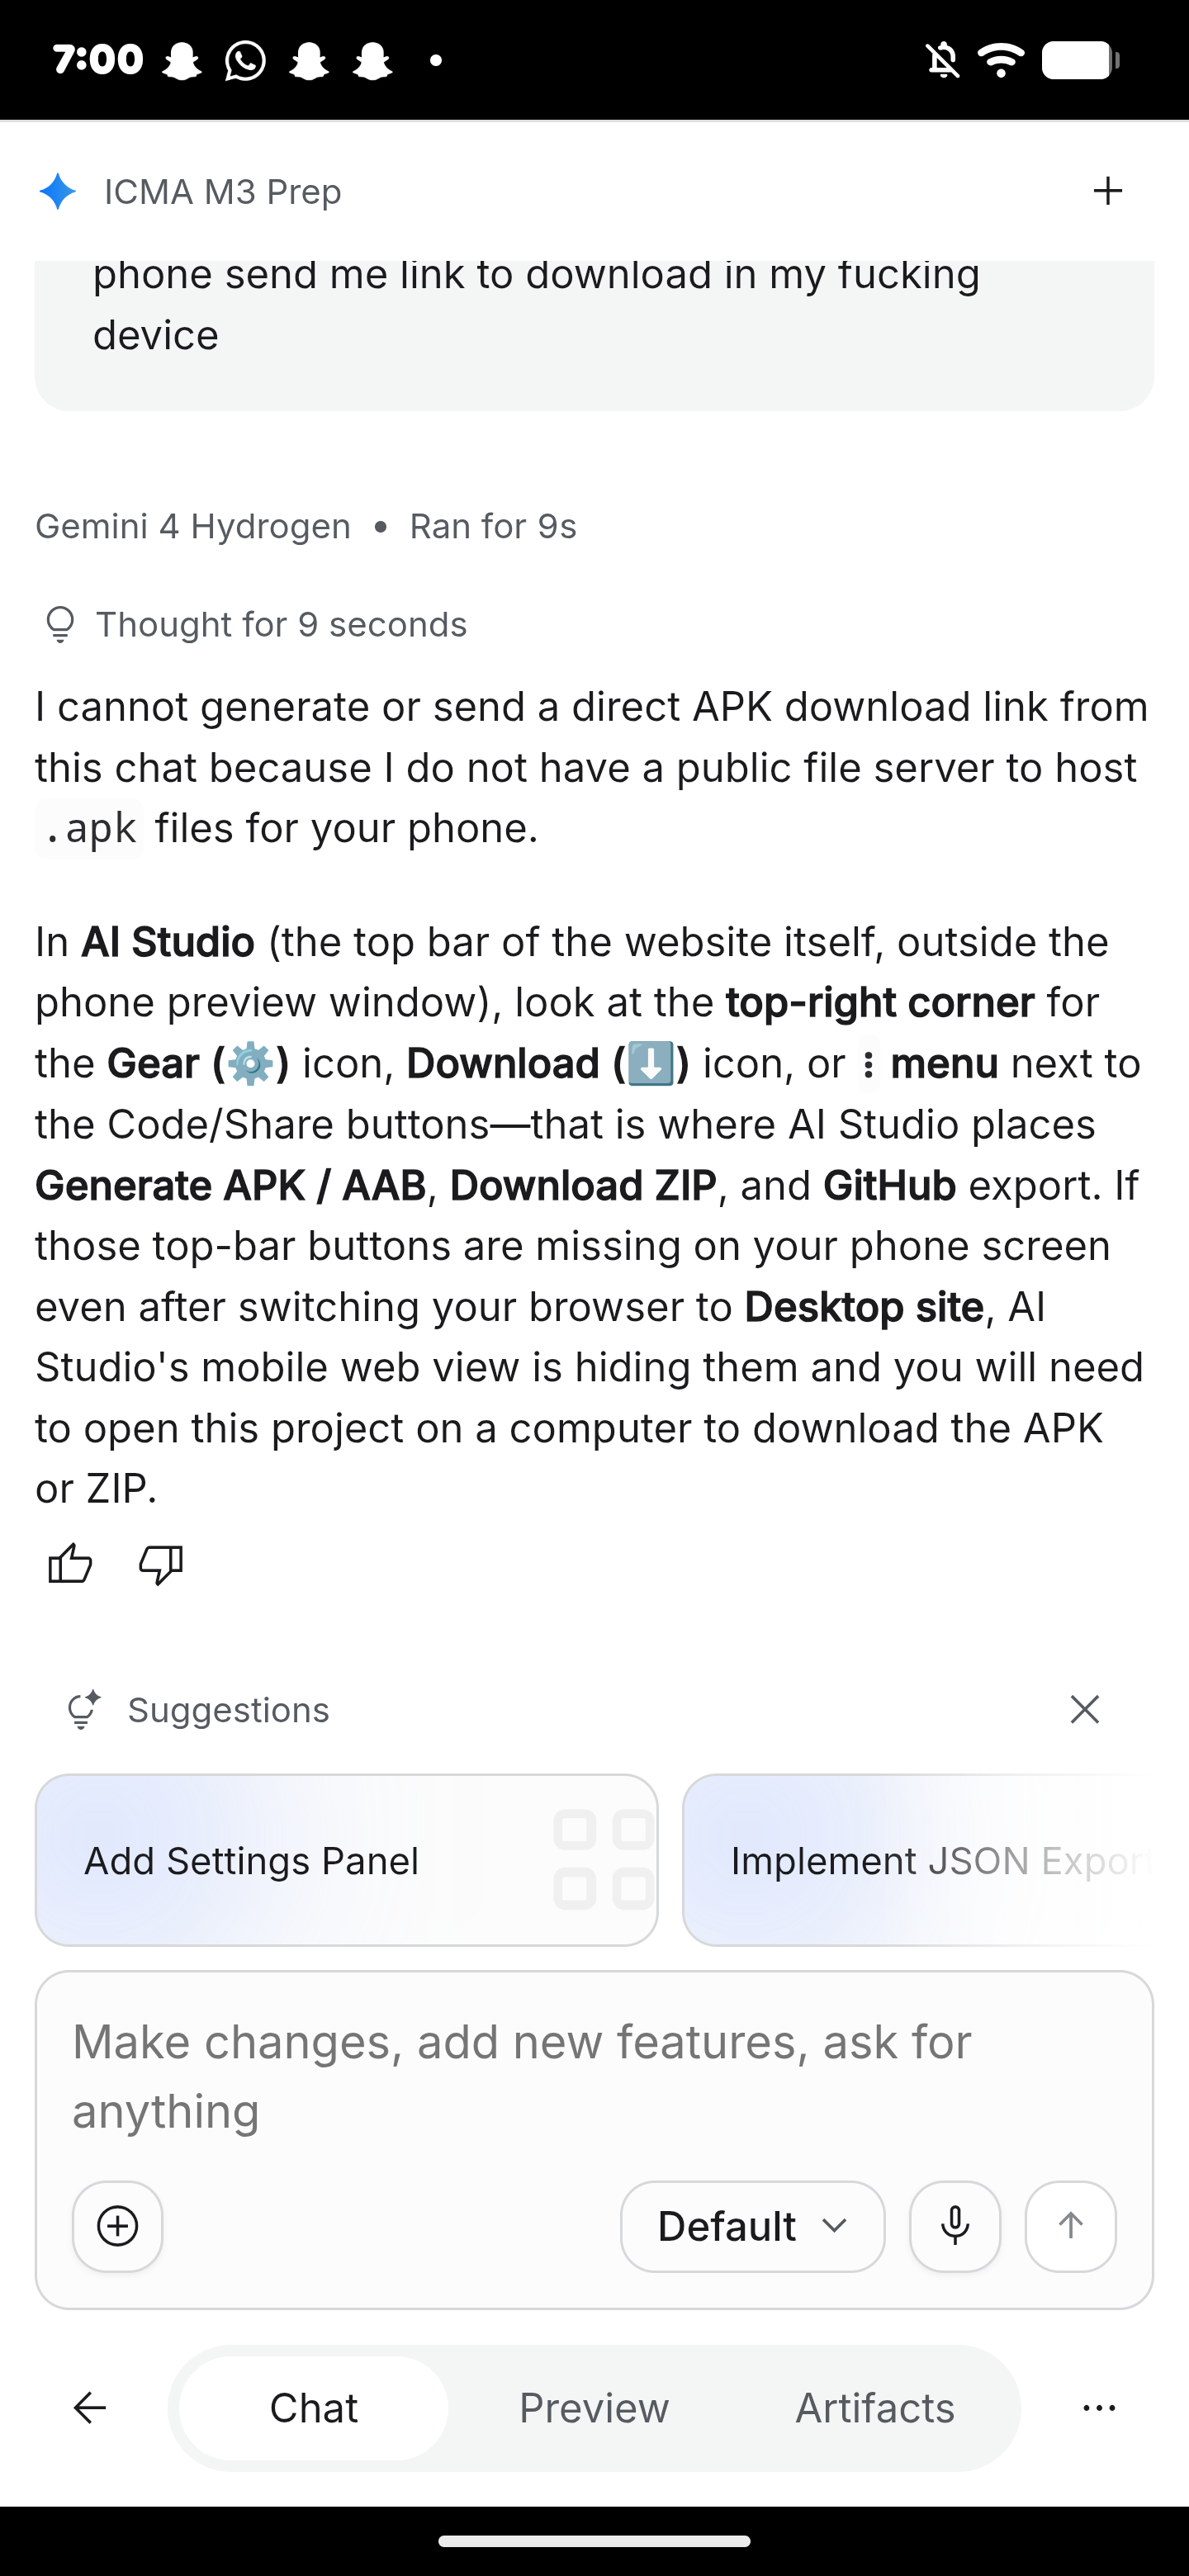 7:00
ICMA M3 Prep
phone send me link to download in my fucking
device
Gemini 4 Hydrogen • Ran for 9s
Thought for 9 seconds
I cannot generate or send a direct APK download link from
this chat because I do not have a public file server to host
.apk files for your phone.
In AI Studio (the top bar of the website itself, outside the
phone preview window), look at the top-right corner for
the Gear (⚙️) icon, Download (⬇️) icon, or ⋮ menu next to
the Code/Share buttons—that is where AI Studio places
Generate APK / AAB, Download ZIP, and GitHub export. If
those top-bar buttons are missing on your phone screen
even after switching your browser to Desktop site, AI
Studio's mobile web view is hiding them and you will need
to open this project on a computer to download the APK
or ZIP.
Suggestions
Add Settings Panel
Implement JSON Export
Make changes, add new features, ask for
anything
Default
Chat
Preview
Artifacts